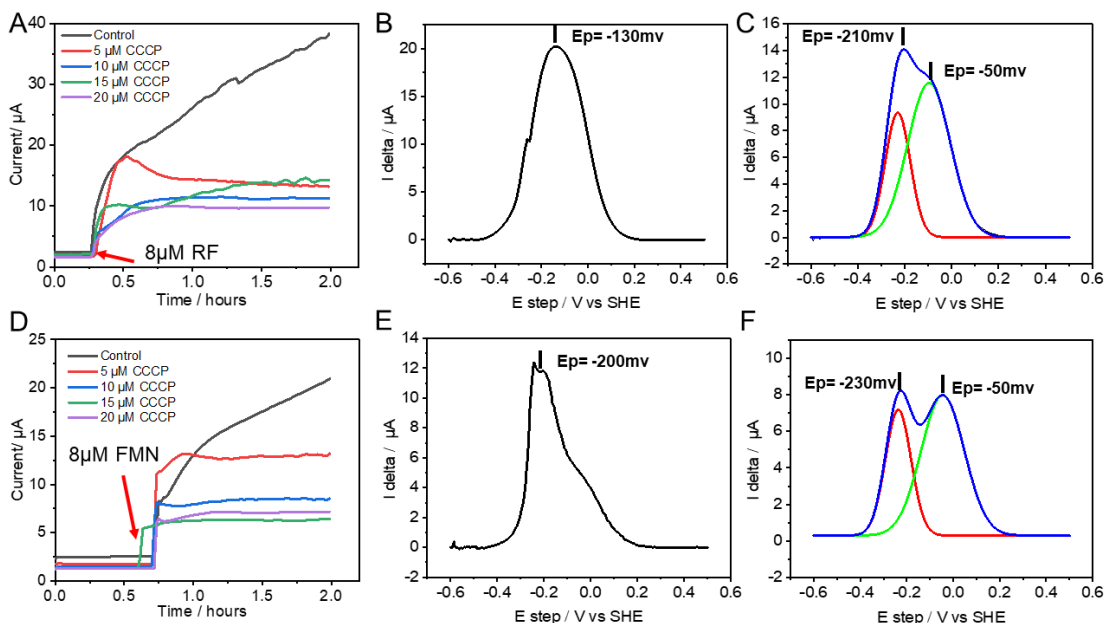 A
40
35
30
25
20
15
10
5
0
Current/ μA
Control
5 μM CCCP
10 μM CCCP
15 μM CCCP
20 μM CCCP
8μM RF
0.0 0.5 1.0 1.5 2.0
Time / hours
B
20
15
10
5
0
I delta / μA
Ep= -130mv
-0.6 -0.4 -0.2 0.0 0.2 0.4 0.6
E step / V vs SHE
C
16
14
12
10
8
6
4
2
0
-2
I delta / μA
Ep= -210mv
Ep= -50mv
-0.6 -0.4 -0.2 0.0 0.2 0.4 0.6
E step / V vs SHE
D
25
20
15
10
5
0
Current/ μA
Control
5 μM CCCP
10 μM CCCP
15 μM CCCP
20 μM CCCP
8μM FMN
0.0 0.5 1.0 1.5 2.0
Time / hours
E
14
12
10
8
6
4
2
0
-2
I delta / μA
Ep= -200mv
-0.6 -0.4 -0.2 0.0 0.2 0.4 0.6
E step / V vs SHE
F
10
8
6
4
2
0
-2
I delta / μA
Ep= -230mv
Ep= -50mv
-0.6 -0.4 -0.2 0.0 0.2 0.4 0.6
E step / V vs SHE